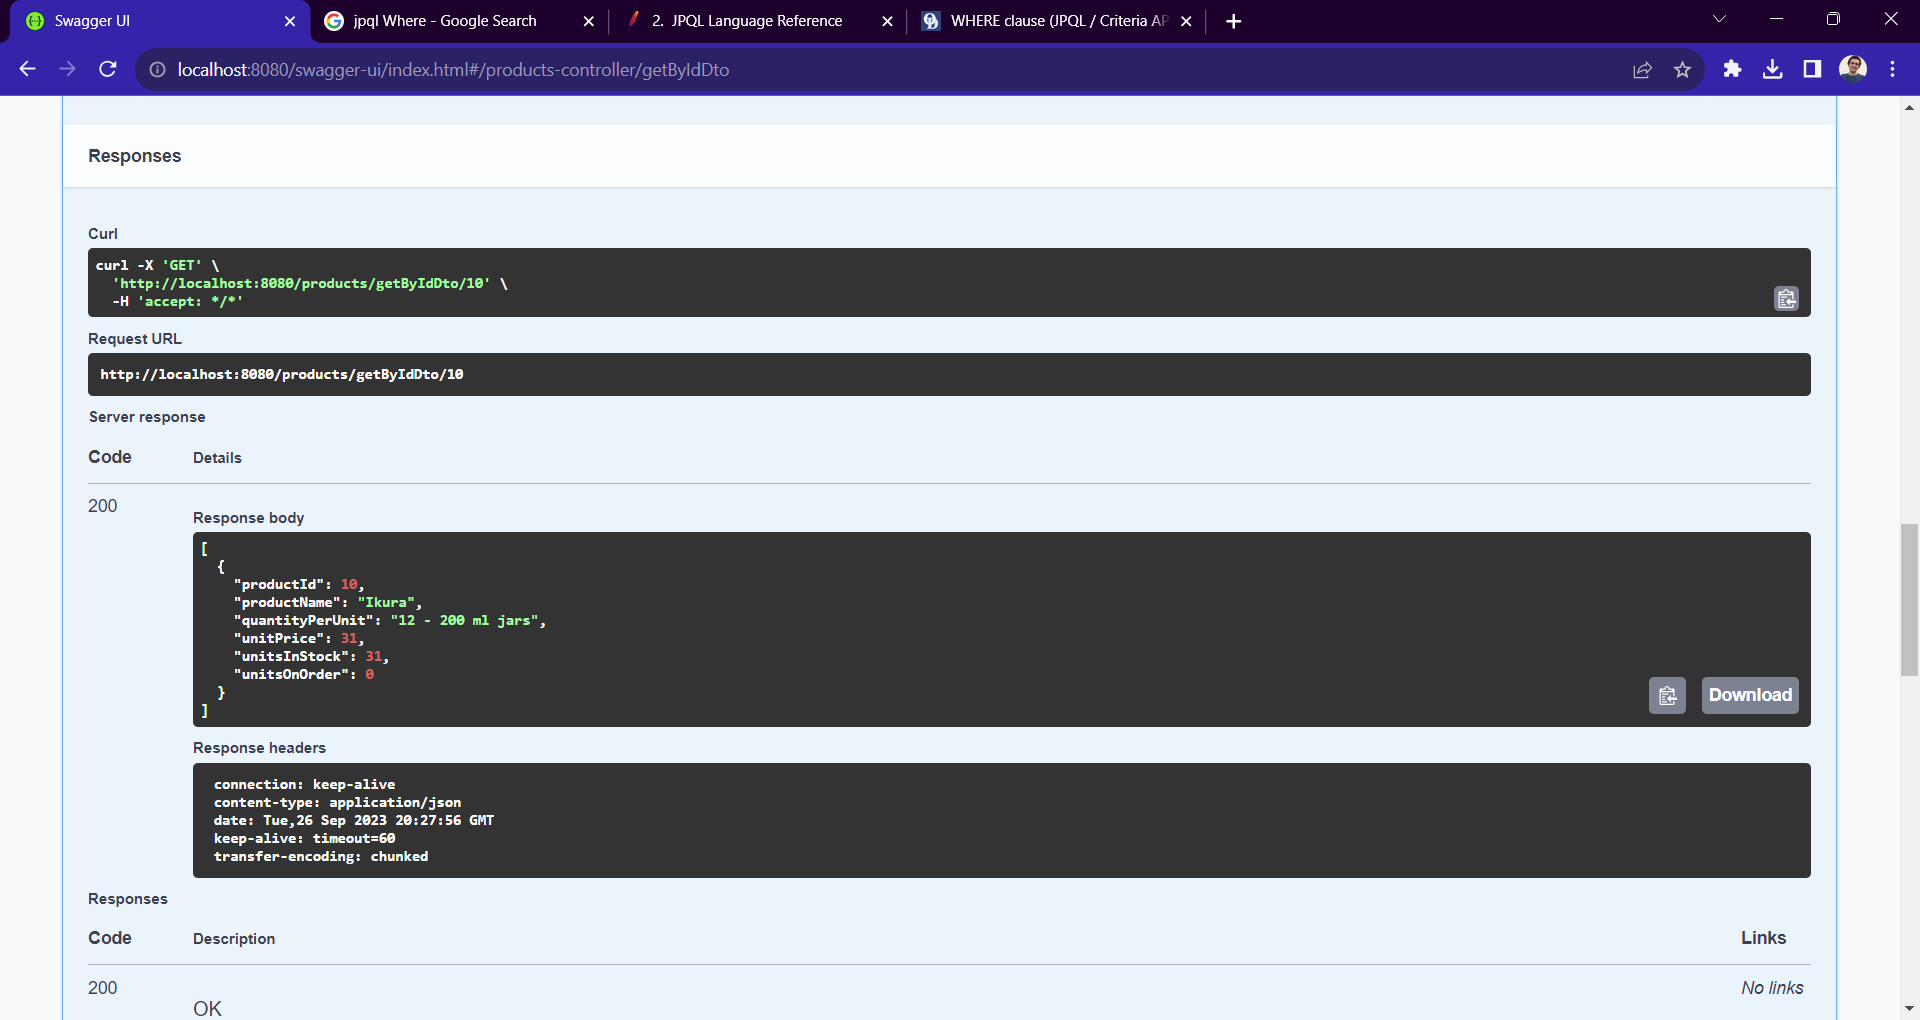 Swagger UI
jpql Where - Google Search
2. JPQL Language Reference
WHERE clause (JPQL / Criteria AP
localhost:8080/swagger-ui/index.html#/products-controller/getByIdDto
Responses
Curl
curl -X 'GET' \
'http://localhost:8080/products/getByIdDto/10' \
-H 'accept: */*'
Request URL
http://localhost:8080/products/getByIdDto/10
Server response
Code Details
200
Response body
[
{
"productId": 10,
"productName": "Ikura",
"quantityPerUnit": "12 - 200 ml jars",
"unitPrice": 31,
"unitsInStock": 31,
"unitsOnOrder": 0
}
]
Download
Response headers
connection: keep-alive
content-type: application/json
date: Tue,26 Sep 2023 20:27:56 GMT
keep-alive: timeout=60
transfer-encoding: chunked
Responses
Code Description Links
200 No links
OK